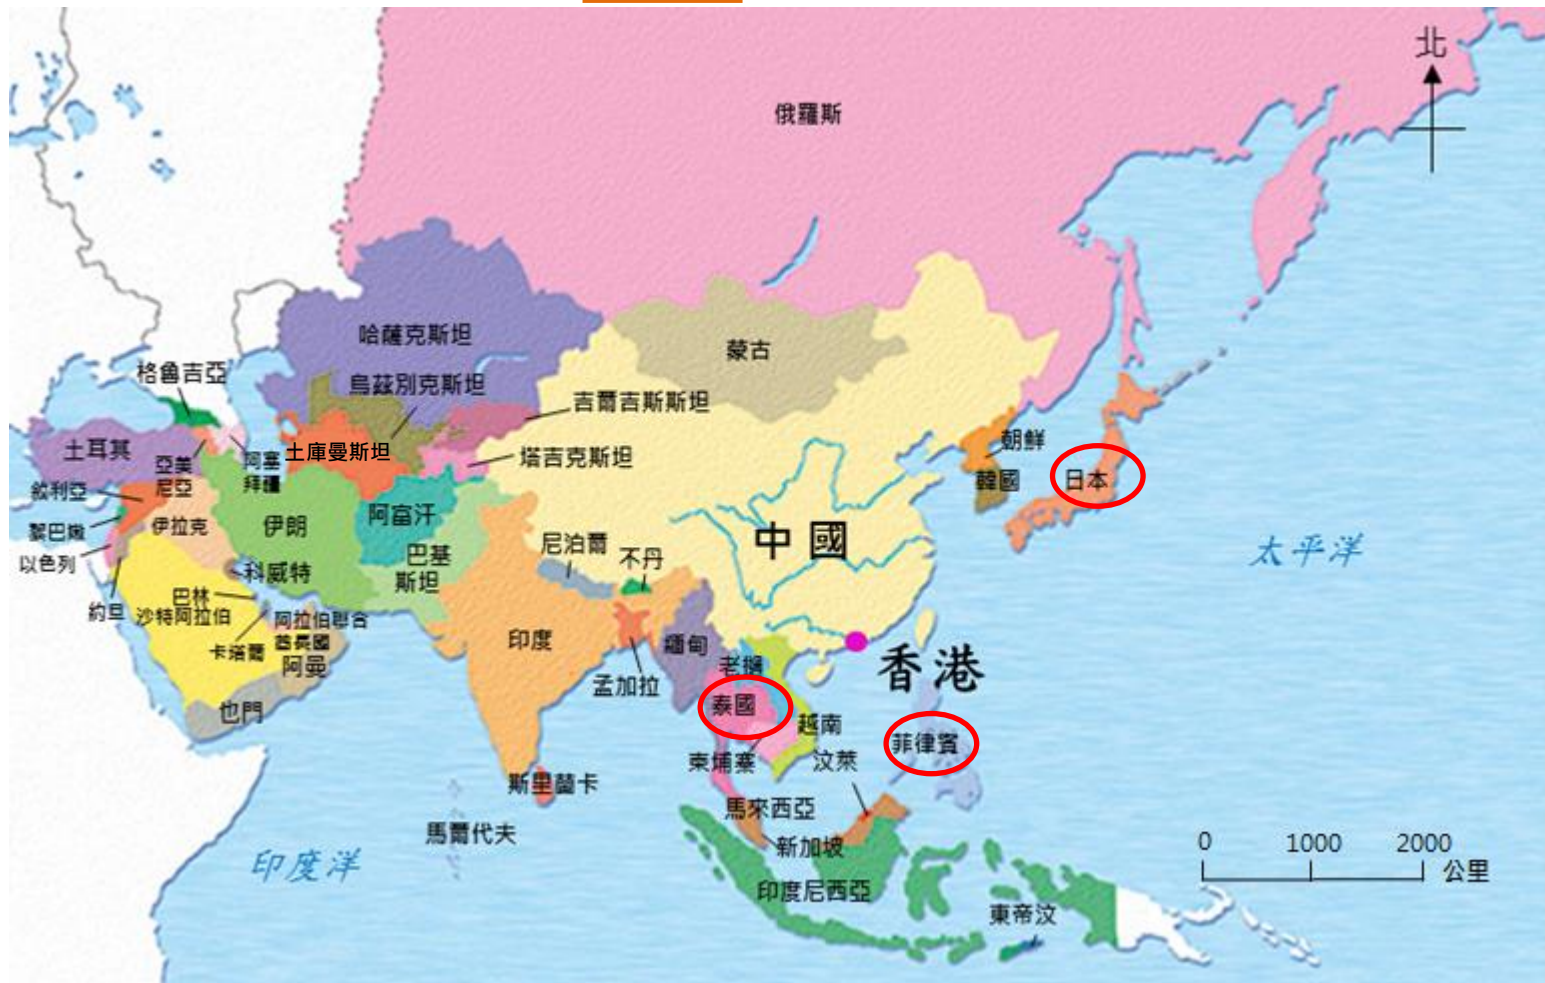 北
俄羅斯
哈薩克斯坦
蒙古
格魯吉亞
烏茲別克斯坦
吉爾吉斯斯坦
土耳其
亞美
尼亞
阿塞
拜疆
土庫曼斯坦
塔吉克斯坦
朝鮮
韓國
日本
敘利亞
黎巴嫩
以色列
伊拉克
伊朗
阿富汗
巴基
斯坦
尼泊爾
不丹
中國
太平洋
科威特
約旦
巴林
沙特阿拉伯
阿拉伯聯合
酋長國
卡塔爾
阿曼
也門
印度
孟加拉
緬甸
老撾
香港
泰國
越南
菲律賓
柬埔寨
汶萊
斯里蘭卡
馬爾代夫
馬來西亞
新加坡
印度尼西亞
東帝汶
印度洋
0 1000 2000
公里